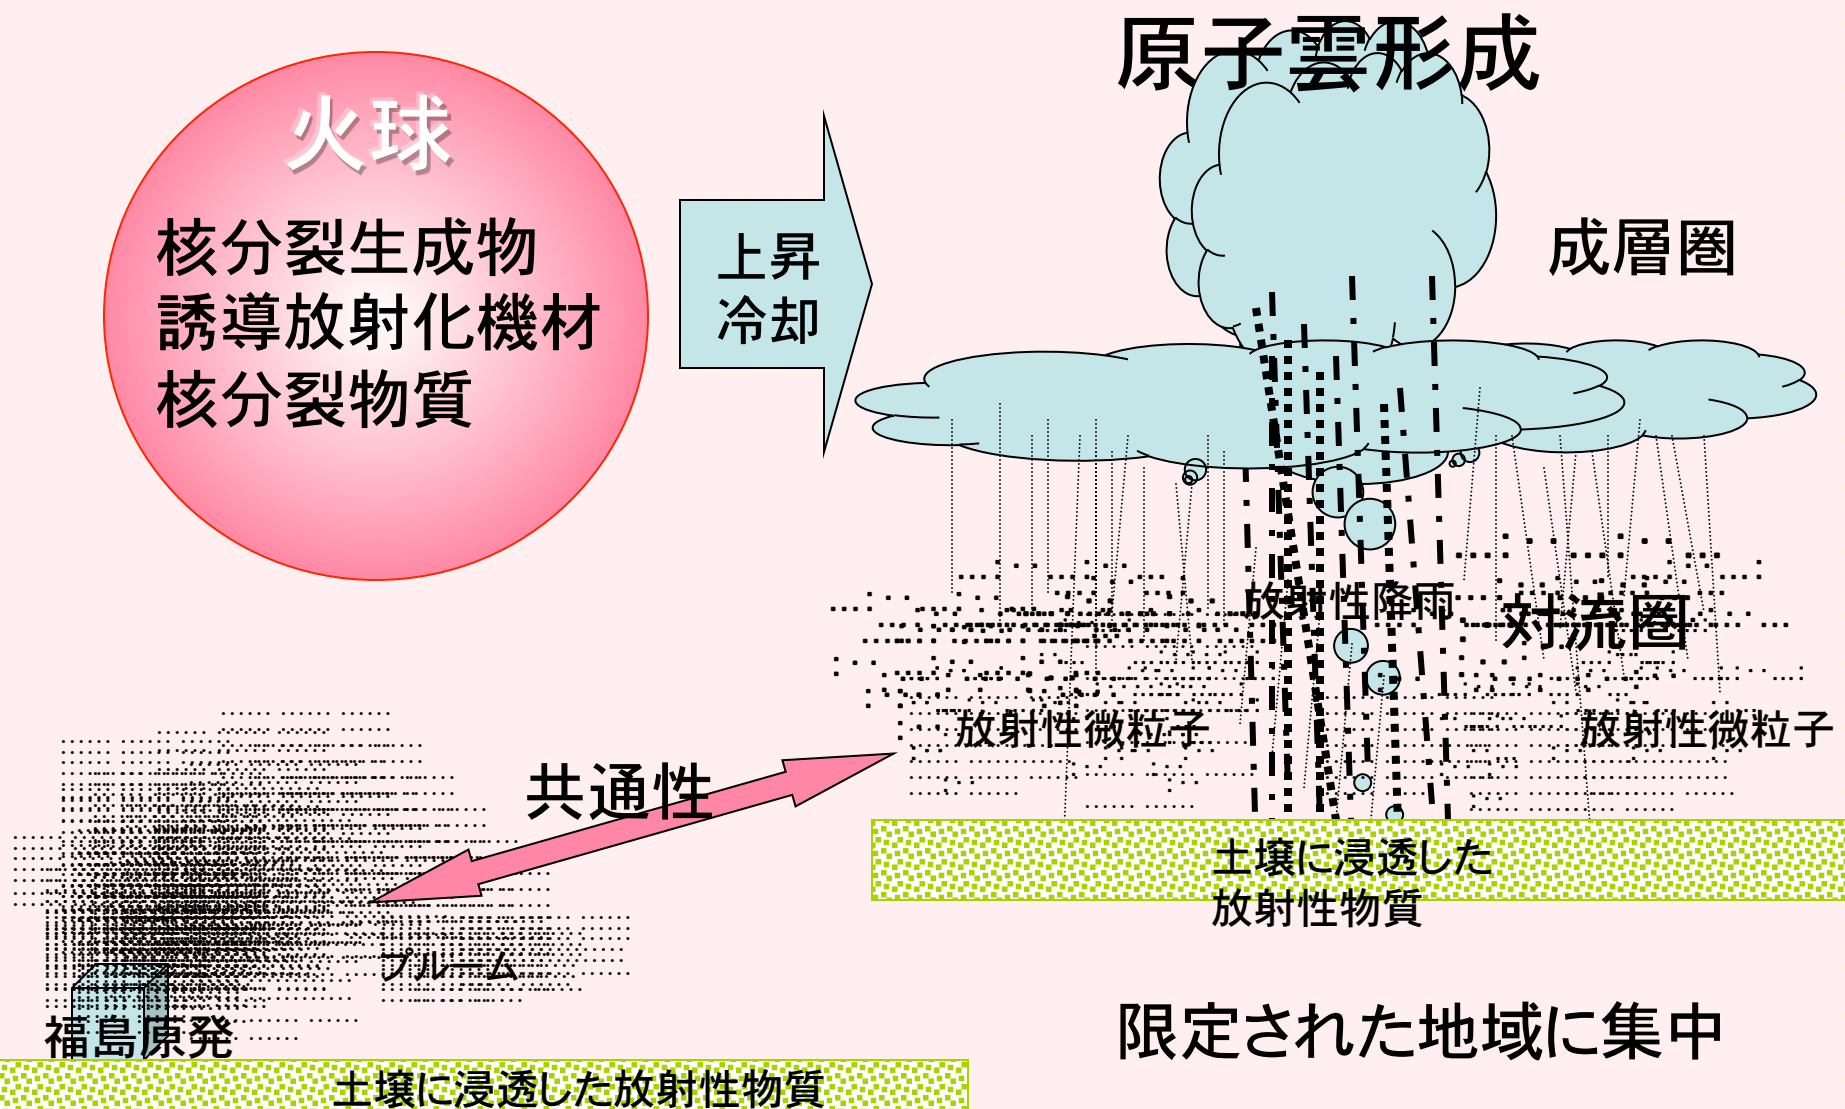 原子雲形成
火球
核分裂生成物
誘導放射化機材
核分裂物質
上昇
冷却
成層圏
対流圏
放射性降雨
放射性微粒子
放射性微粒子
共通性
土壌に浸透した
放射性物質
プルーム
福島原発
限定された地域に集中
土壌に浸透した放射性物質